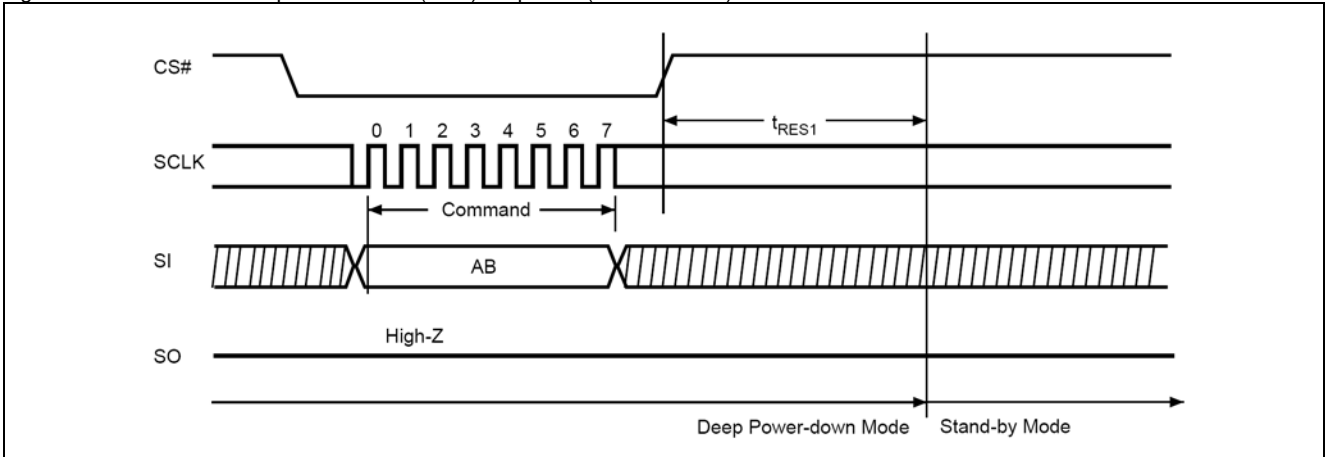 CS#
tRES1
0 1 2 3 4 5 6 7
SCLK
Command
SI
AB
High-Z
SO
Deep Power-down Mode Stand-by Mode